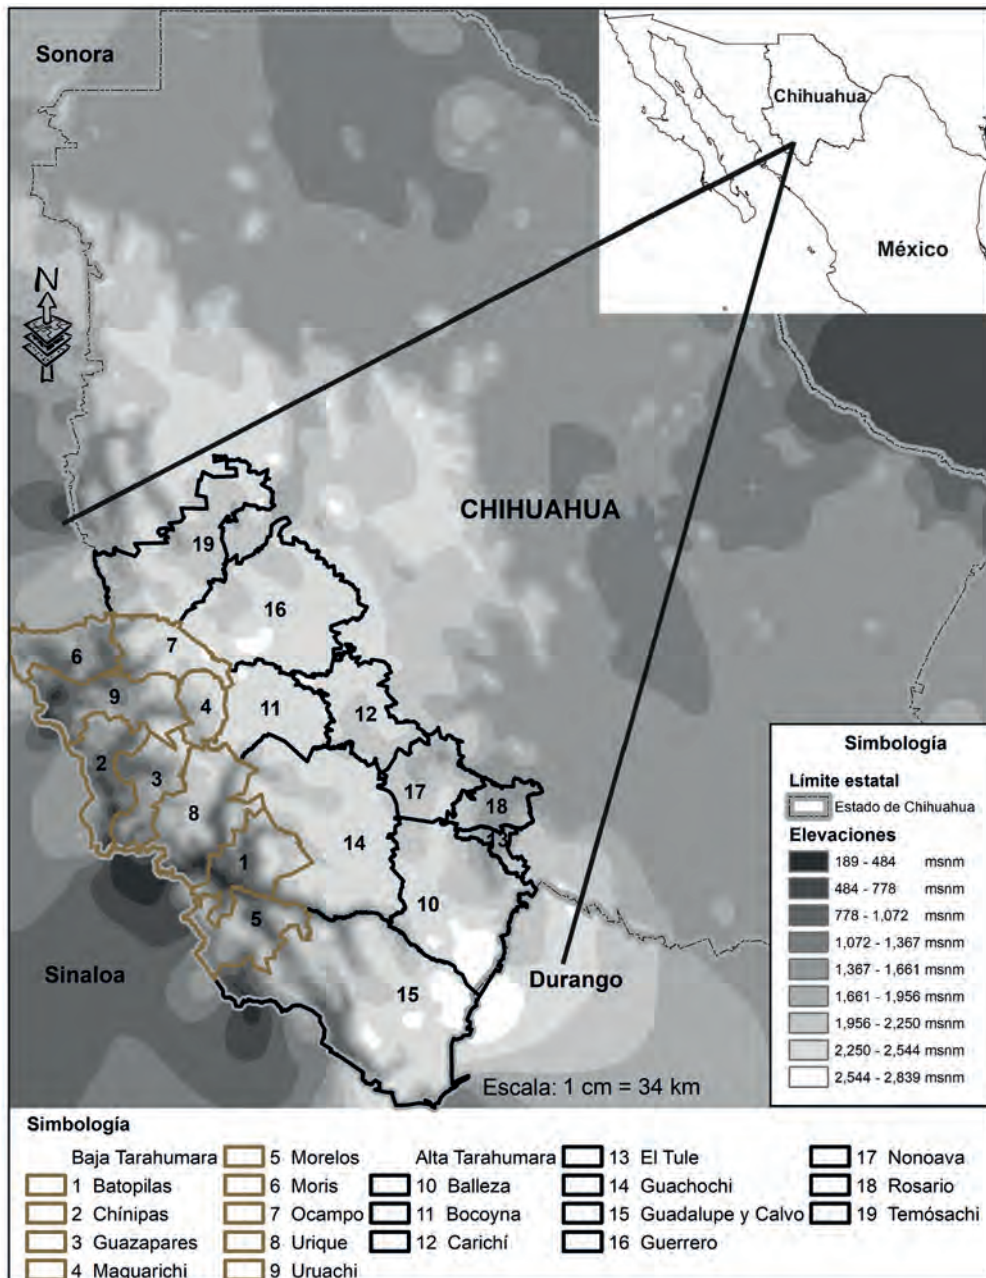 Sonora
Chihuahua
México
N
CHIHUAHUA
19
16
7
6
9
4
11
12
2
3
17
8
18
13
14
1
10
5
Sinaloa
15
Durango
Escala: 1 cm = 34 km
Simbología
Límite estatal
Estado de Chihuahua
Elevaciones
189 - 484 msnm
484 - 778 msnm
778 - 1,072 msnm
1,072 - 1,367 msnm
1,367 - 1,661 msnm
1,661 - 1,956 msnm
1,956 - 2,250 msnm
2,250 - 2,544 msnm
2,544 - 2,839 msnm
Simbología
Baja Tarahumara
1 Batopilas
2 Chínipas
3 Guazapares
4 Maguarichi
5 Morelos
6 Moris
7 Ocampo
8 Urique
9 Uruachi
Alta Tarahumara
10 Balleza
11 Bocoyna
12 Carichí
13 El Tule
14 Guachochi
15 Guadalupe y Calvo
16 Guerrero
17 Nonoava
18 Rosario
19 Temósachi